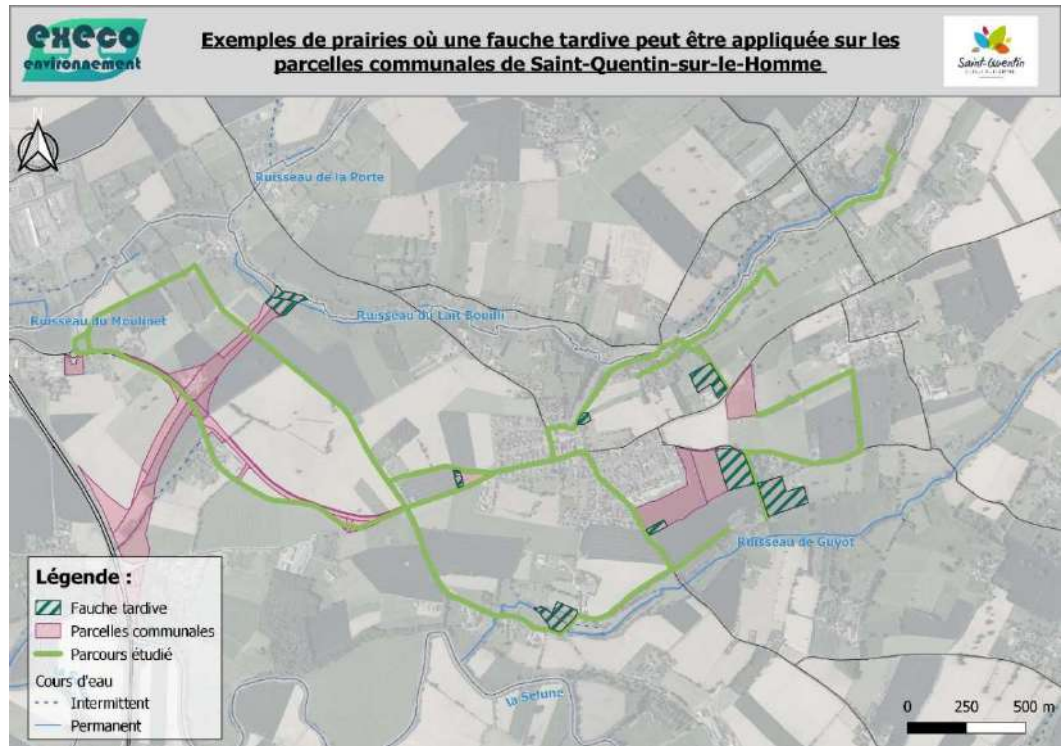 execo
environnement
Exemples de prairies où une fauche tardive peut être appliquée sur les
parcelles communales de Saint-Quentin-sur-le-Homme
Saint-Quentin
N
Ruisseau de la Porte
Ruisseau du Moulinet
Ruisseau du Lait Bouilli
Ruisseau de Guyot
la Sélune
Légende :
Fauche tardive
Parcelles communales
Parcours étudié
Cours d'eau
Intermittent
Permanent
0 250 500 m